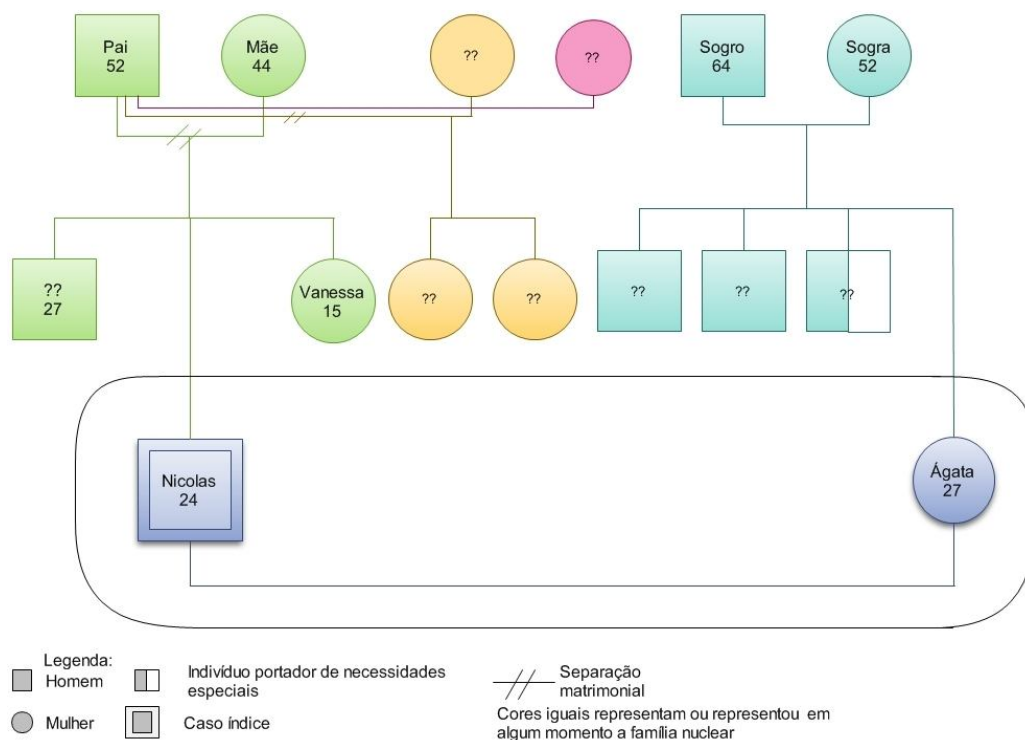 Pai
52
Mãe
44
??
??
Sogro
64
Sogra
52
??
27
Vanessa
15
??
??
??
??
??
Nicolas
24
Ágata
27
Legenda:
Homem
Indivíduo portador de necessidades
especiais
Separação
matrimonial
Mulher
Caso índice
Cores iguais representam ou representou em
algum momento a família nuclear